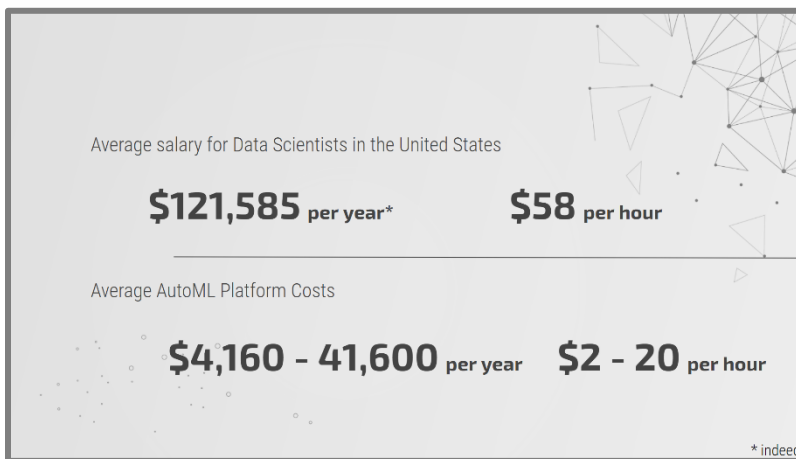 Average salary for Data Scientists in the United States
$121,585 per year* $58 per hour
Average AutoML Platform Costs
$4,160 - 41,600 per year $2 - 20 per hour
* indeed